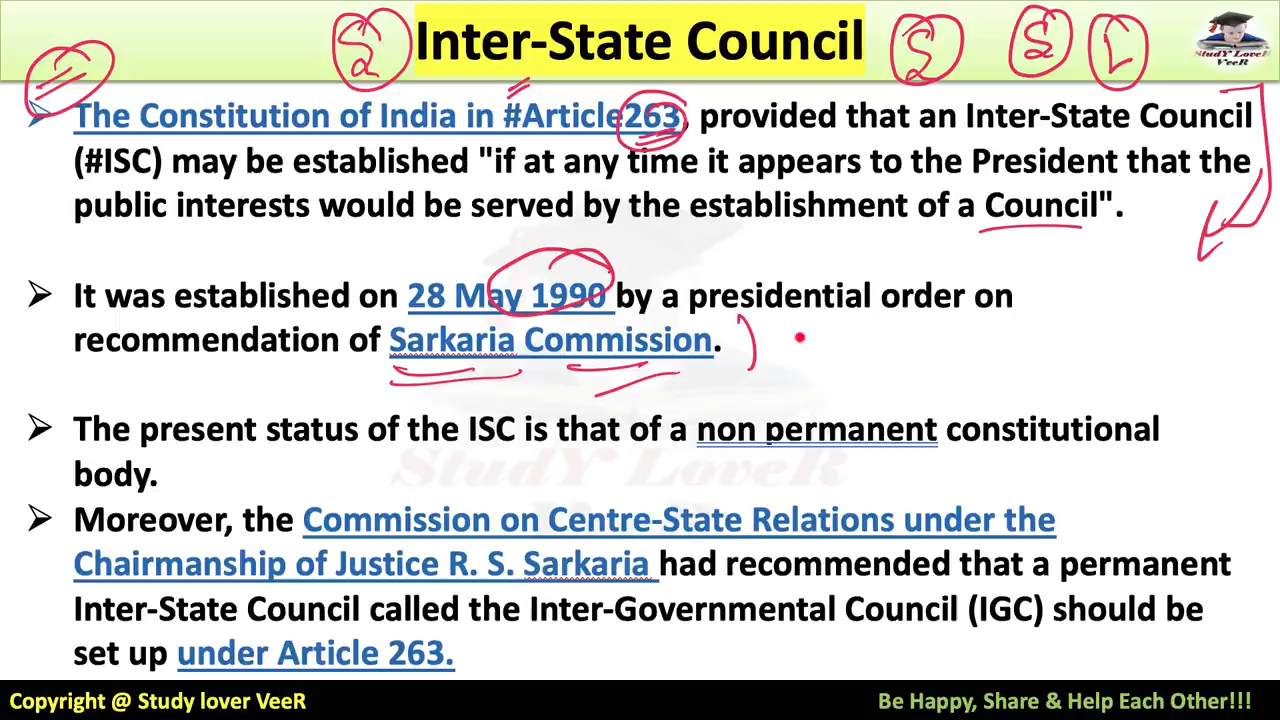 Inter-State Council
StudY LoveR
VeeR
The Constitution of India in #Article263, provided that an Inter-State Council
(#ISC) may be established "if at any time it appears to the President that the
public interests would be served by the establishment of a Council".
It was established on 28 May 1990 by a presidential order on
recommendation of Sarkaria Commission.
The present status of the ISC is that of a non permanent constitutional
body.
StudY LoveR
Moreover, the Commission on Centre-State Relations under the
Chairmanship of Justice R. S. Sarkaria had recommended that a permanent
Inter-State Council called the Inter-Governmental Council (IGC) should be
set up under Article 263.
Copyright @ Study lover VeeR
Be Happy, Share & Help Each Other!!!